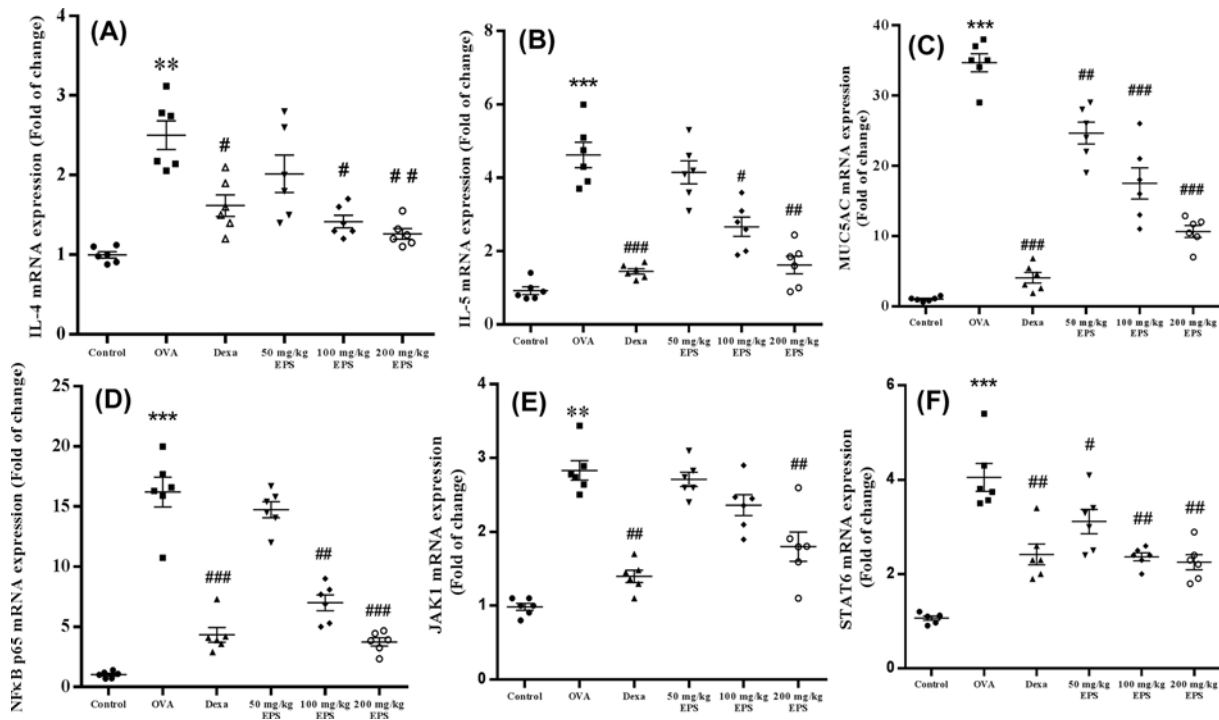 (A)
IL-4 mRNA expression (Fold of change)
4
3
2
1
0
**
#
#
# #
Control
OVA
Dexa
50 mg/kg
EPS
100 mg/kg
EPS
200 mg/kg
EPS
(B)
IL-5 mRNA expression (Fold of change)
8
6
4
2
0
***
###
#
##
Control
OVA
Dexa
50 mg/kg
EPS
100 mg/kg
EPS
200 mg/kg
EPS
(C)
MUC5AC mRNA expression
(Fold of change)
40
30
20
10
0
***
###
##
###
###
Control
OVA
Dexa
50 mg/kg
EPS
100 mg/kg
EPS
200 mg/kg
EPS
(D)
NFκB p65 mRNA expression (Fold of change)
25
20
15
10
5
0
***
###
##
###
Control
OVA
Dexa
50 mg/kg
EPS
100 mg/kg
EPS
200 mg/kg
EPS
(E)
JAK1 mRNA expression
(Fold of change)
4
3
2
1
0
**
##
##
Control
OVA
Dexa
50 mg/kg
EPS
100 mg/kg
EPS
200 mg/kg
EPS
(F)
STAT6 mRNA expression
(Fold of change)
6
4
2
0
***
##
#
##
##
Control
OVA
Dexa
50 mg/kg
EPS
100 mg/kg
EPS
200 mg/kg
EPS